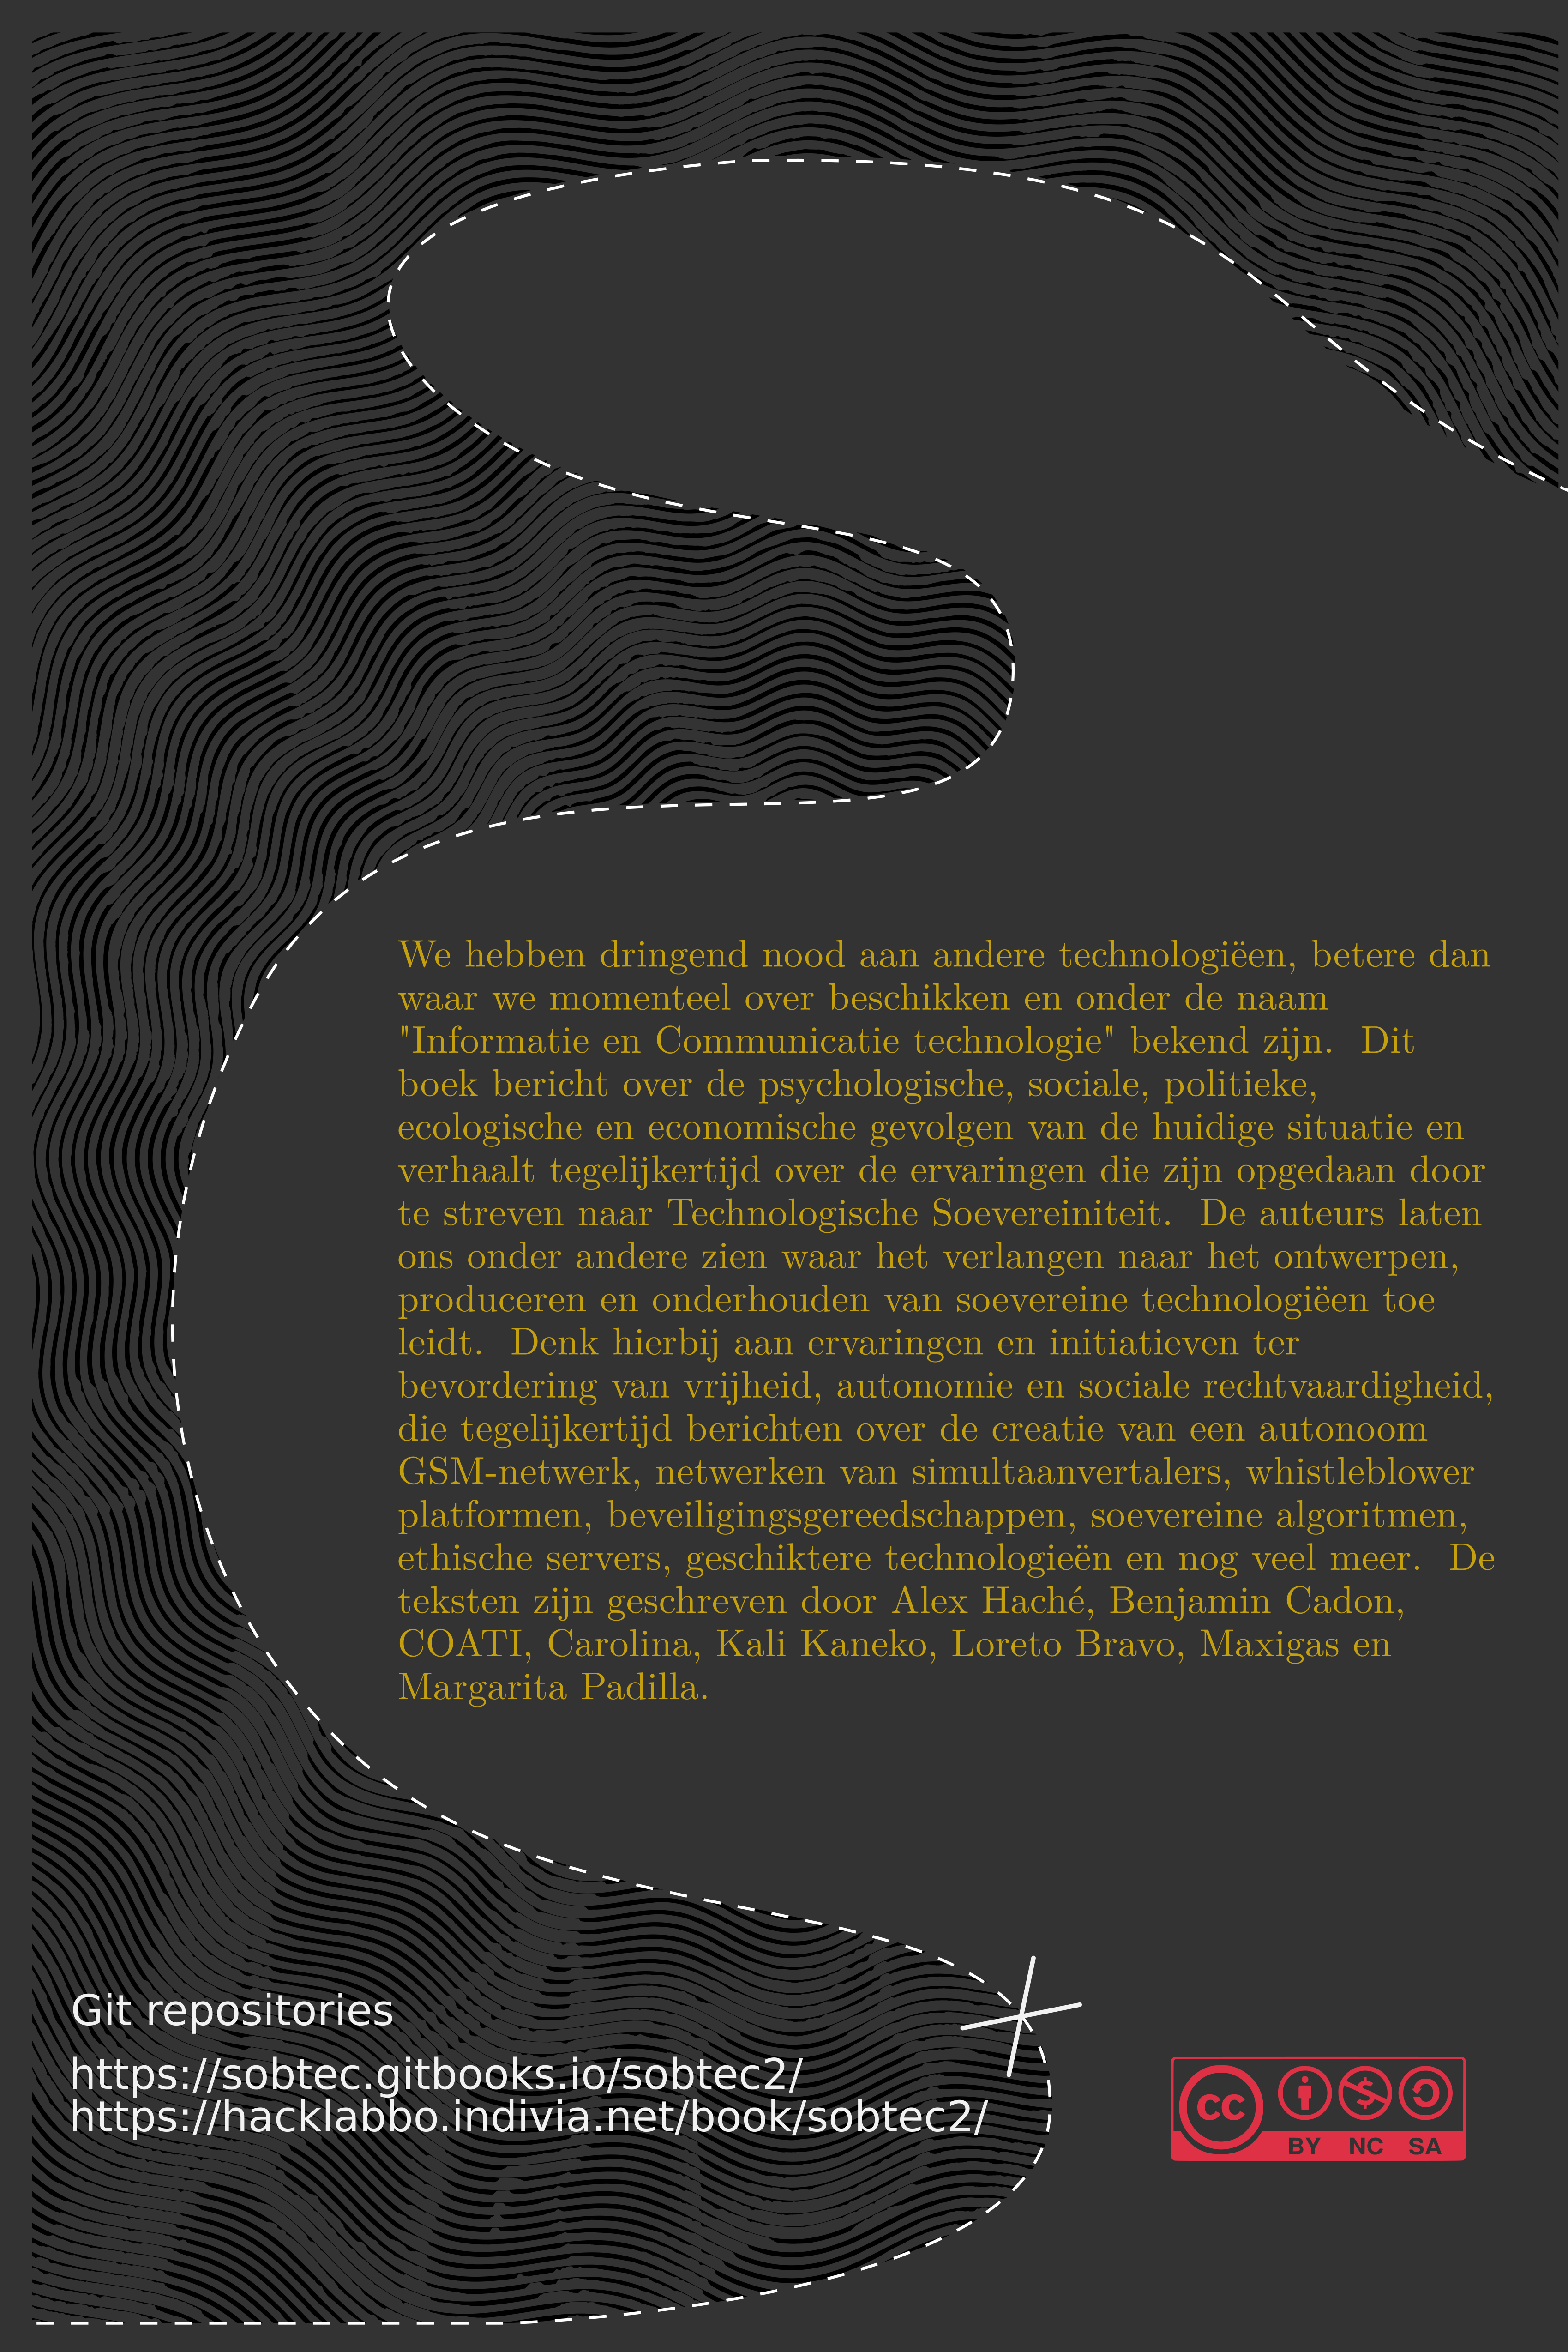 We hebben dringend nood aan andere technologiëen, betere dan
waar we momenteel over beschikken en onder de naam
"Informatie en Communicatie technologie" bekend zijn. Dit
boek bericht over de psychologische, sociale, politieke,
ecologische en economische gevolgen van de huidige situatie en
verhaalt tegelijkertijd over de ervaringen die zijn opgedaan door
te streven naar Technologische Soevereiniteit. De auteurs laten
ons onder andere zien waar het verlangen naar het ontwerpen,
produceren en onderhouden van soevereine technologiëen toe
leidt. Denk hierbij aan ervaringen en initiatieven ter
bevordering van vrijheid, autonomie en sociale rechtvaardigheid,
die tegelijkertijd berichten over de creatie van een autonoom
GSM-netwerk, netwerken van simultaanvertalers, whistleblower
platformen, beveiligingsgereedschappen, soevereine algoritmen,
ethische servers, geschiktere technologieën en nog veel meer. De
teksten zijn geschreven door Alex Haché, Benjamin Cadon,
COATI, Carolina, Kali Kaneko, Loreto Bravo, Maxigas en
Margarita Padilla.
Git repositories
https://sobtec.gitbooks.io/sobtec2/
https://hacklabbo.indivia.net/book/sobtec2/
cc
BY NC SA